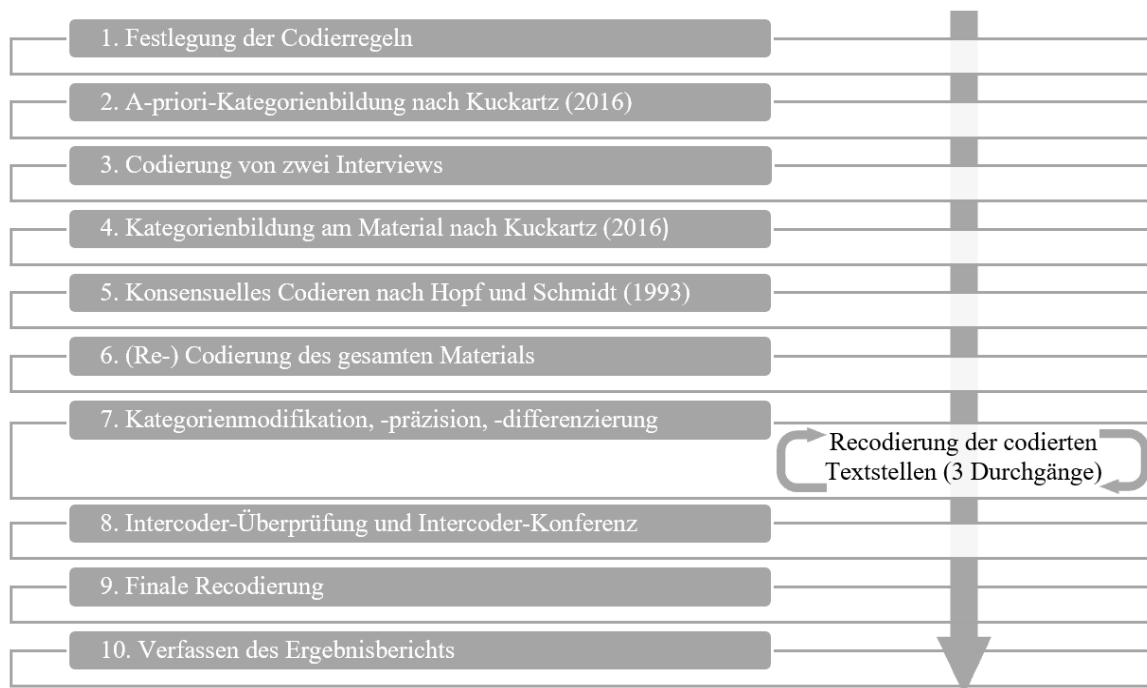 1. Festlegung der Codierregeln
2. A-priori-Kategorienbildung nach Kuckartz (2016)
3. Codierung von zwei Interviews
4. Kategorienbildung am Material nach Kuckartz (2016)
5. Konsensuelles Codieren nach Hopf und Schmidt (1993)
6. (Re-) Codierung des gesamten Materials
7. Kategorienmodifikation, -präzision, -differenzierung
Recodierung der codierten
Textstellen (3 Durchgänge)
8. Intercoder-Überprüfung und Intercoder-Konferenz
9. Finale Recodierung
10. Verfassen des Ergebnisberichts